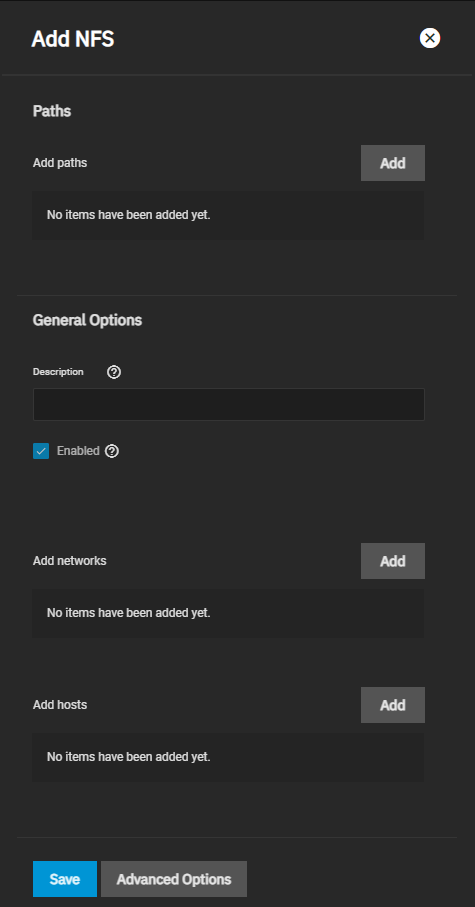 Add NFS
Paths
Add paths
Add
No items have been added yet.
General Options
Description
Enabled
Add networks
Add
No items have been added yet.
Add hosts
Add
No items have been added yet.
Save
Advanced Options